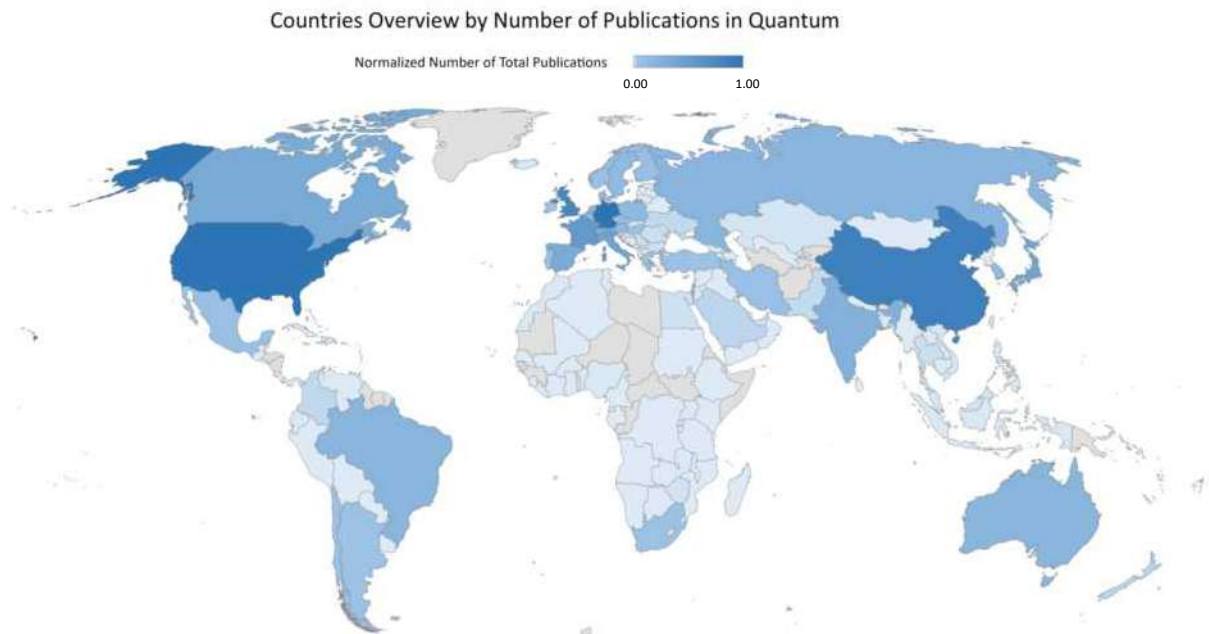 Countries Overview by Number of Publications in Quantum
Normalized Number of Total Publications
0.00 1.00